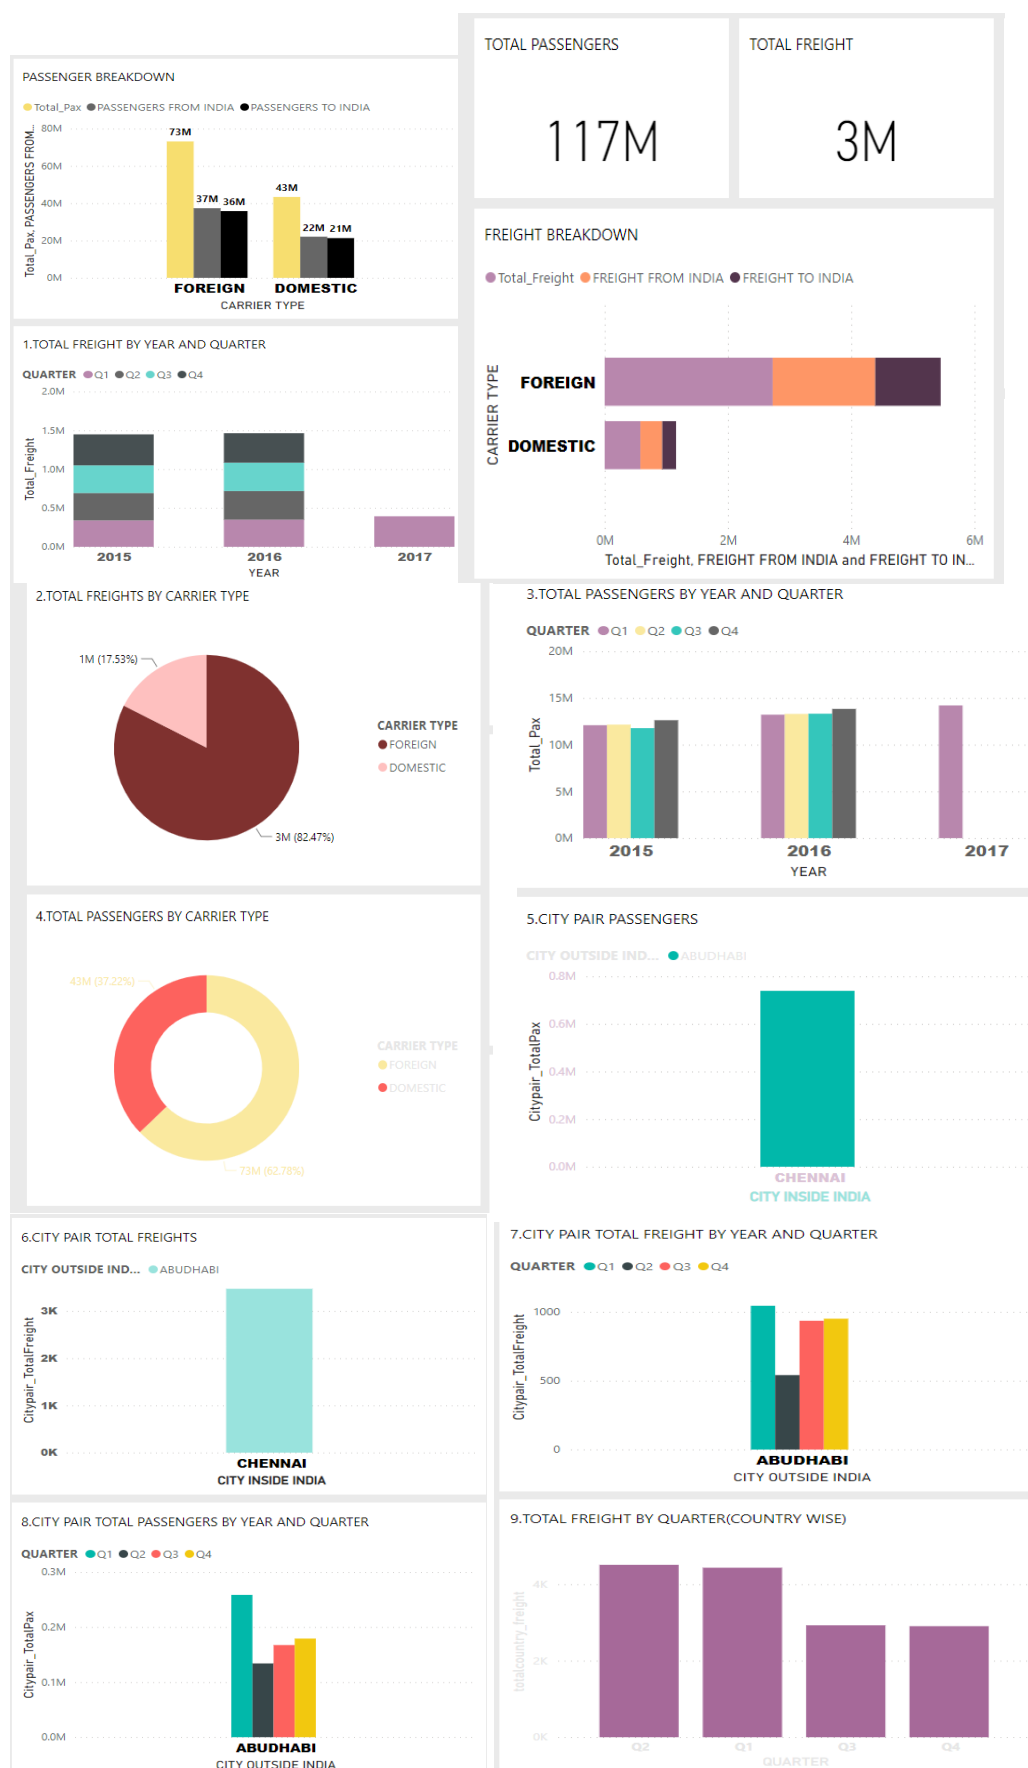 PASSENGER BREAKDOWN
Total_Pax PASSENGERS FROM INDIA PASSENGERS TO INDIA
Total_Pax, PASSENGERS FROM...
80M
60M
40M
20M
0M
73M
37M
36M
43M
22M
21M
FOREIGN
DOMESTIC
CARRIER TYPE
TOTAL PASSENGERS
117M
TOTAL FREIGHT
3M
FREIGHT BREAKDOWN
Total_Freight FREIGHT FROM INDIA FREIGHT TO INDIA
CARRIER TYPE
FOREIGN
DOMESTIC
0M
2M
4M
6M
Total_Freight, FREIGHT FROM INDIA and FREIGHT TO IN...
1.TOTAL FREIGHT BY YEAR AND QUARTER
QUARTER Q1 Q2 Q3 Q4
Total_Freight
2.0M
1.5M
1.0M
0.5M
0.0M
2015
2016
2017
YEAR
2.TOTAL FREIGHTS BY CARRIER TYPE
1M (17.53%)
3M (82.47%)
CARRIER TYPE
FOREIGN
DOMESTIC
3.TOTAL PASSENGERS BY YEAR AND QUARTER
QUARTER Q1 Q2 Q3 Q4
Total_Pax
20M
15M
10M
5M
0M
2015
2016
2017
YEAR
4.TOTAL PASSENGERS BY CARRIER TYPE
43M (37.22%)
73M (62.78%)
CARRIER TYPE
FOREIGN
DOMESTIC
5.CITY PAIR PASSENGERS
CITY OUTSIDE IND... ABUDHABI
Citypair_TotalPax
0.8M
0.6M
0.4M
0.2M
0.0M
CHENNAI
CITY INSIDE INDIA
6.CITY PAIR TOTAL FREIGHTS
CITY OUTSIDE IND... ABUDHABI
Citypair_TotalFreight
3K
2K
1K
0K
CHENNAI
CITY INSIDE INDIA
7.CITY PAIR TOTAL FREIGHT BY YEAR AND QUARTER
QUARTER Q1 Q2 Q3 Q4
Citypair_TotalFreight
1000
500
0
ABUDHABI
CITY OUTSIDE INDIA
8.CITY PAIR TOTAL PASSENGERS BY YEAR AND QUARTER
QUARTER Q1 Q2 Q3 Q4
Citypair_TotalPax
0.3M
0.2M
0.1M
0.0M
ABUDHABI
CITY OUTSIDE INDIA
9.TOTAL FREIGHT BY QUARTER(COUNTRY WISE)
totalcountry_freight
4K
2K
0K
Q2
Q1
Q3
Q4
QUARTER